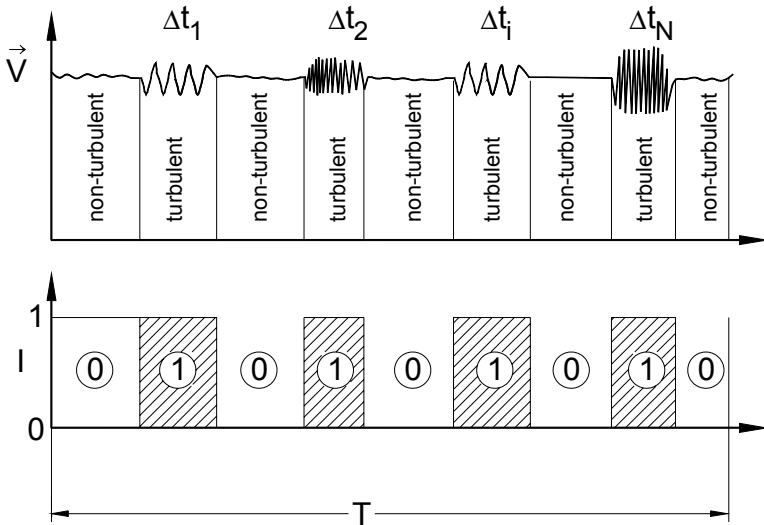 Δt₁ Δt₂ Δtᵢ Δt_N
V⃗
non-turbulent turbulent non-turbulent turbulent non-turbulent turbulent non-turbulent turbulent non-turbulent
1
I 0 1 0 1 0 1 0 1 0
0
T